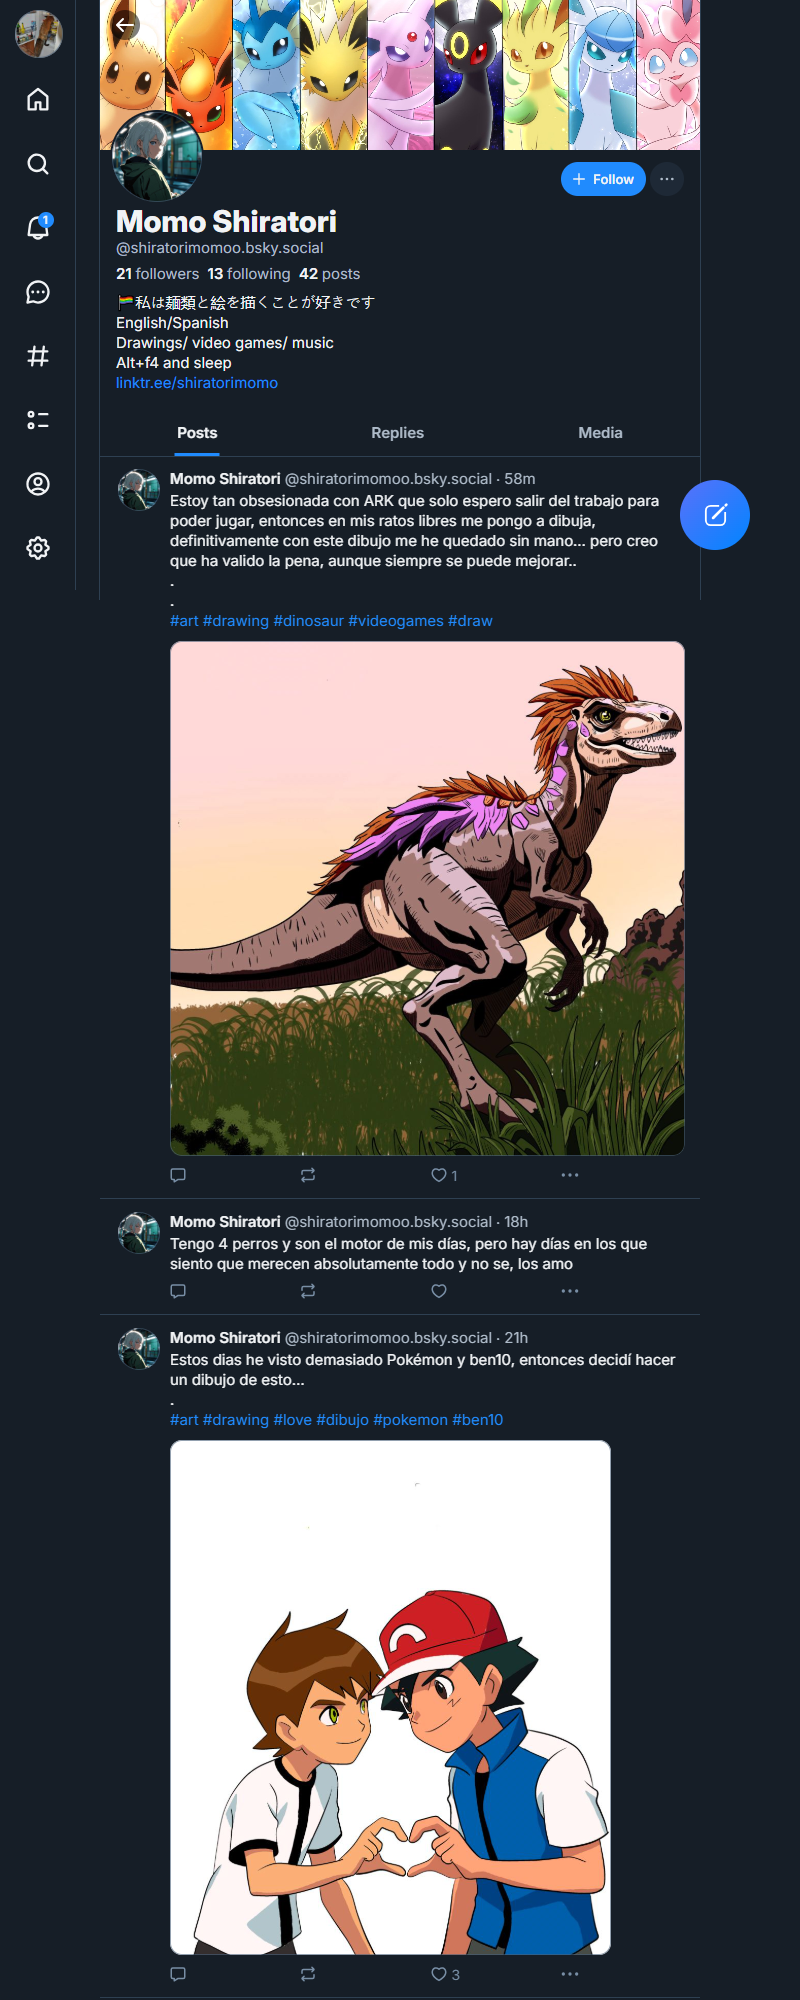 1
+ Follow
Momo Shiratori
@shiratorimomoo.bsky.social
21 followers 13 following 42 posts
🏴‍🌈私は麺類と絵を描くことが好きです
English/Spanish
Drawings/ video games/ music
Alt+f4 and sleep
linktr.ee/shiratorimomo
Posts Replies Media
Momo Shiratori @shiratorimomoo.bsky.social · 58m
Estoy tan obsesionada con ARK que solo espero salir del trabajo para
poder jugar, entonces en mis ratos libres me pongo a dibuja,
definitivamente con este dibujo me he quedado sin mano... pero creo
que ha valido la pena, aunque siempre se puede mejorar..
.
.
#art #drawing #dinosaur #videogames #draw
1
Momo Shiratori @shiratorimomoo.bsky.social · 18h
Tengo 4 perros y son el motor de mis días, pero hay días en los que
siento que merecen absolutamente todo y no se, los amo
Momo Shiratori @shiratorimomoo.bsky.social · 21h
Estos dias he visto demasiado Pokémon y ben10, entonces decidí hacer
un dibujo de esto...
.
#art #drawing #love #dibujo #pokemon #ben10
3